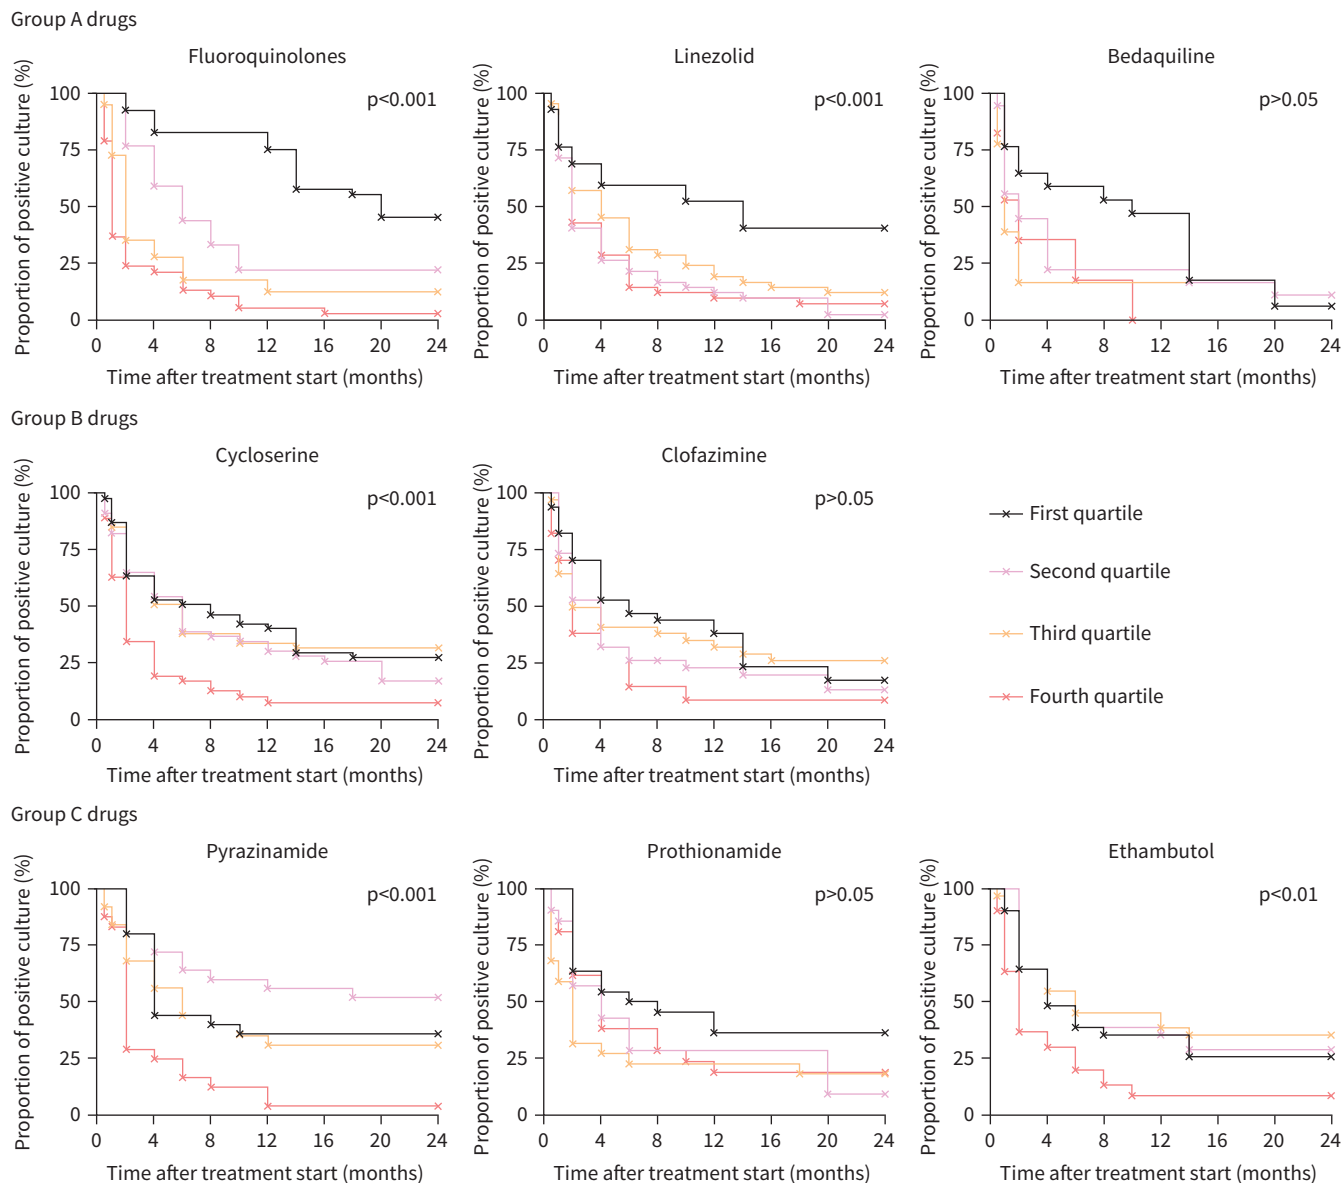 Group A drugs
Fluoroquinolones
p<0.001
Proportion of positive culture (%)
100
75
50
25
0
0 4 8 12 16 20 24
Time after treatment start (months)
Linezolid
p<0.001
Proportion of positive culture (%)
100
75
50
25
0
0 4 8 12 16 20 24
Time after treatment start (months)
Bedaquiline
p>0.05
Proportion of positive culture (%)
100
75
50
25
0
0 4 8 12 16 20 24
Time after treatment start (months)
Group B drugs
Cycloserine
p<0.001
Proportion of positive culture (%)
100
75
50
25
0
0 4 8 12 16 20 24
Time after treatment start (months)
Clofazimine
p>0.05
Proportion of positive culture (%)
100
75
50
25
0
0 4 8 12 16 20 24
Time after treatment start (months)
First quartile
Second quartile
Third quartile
Fourth quartile
Group C drugs
Pyrazinamide
p<0.001
Proportion of positive culture (%)
100
75
50
25
0
0 4 8 12 16 20 24
Time after treatment start (months)
Prothionamide
p>0.05
Proportion of positive culture (%)
100
75
50
25
0
0 4 8 12 16 20 24
Time after treatment start (months)
Ethambutol
p<0.01
Proportion of positive culture (%)
100
75
50
25
0
0 4 8 12 16 20 24
Time after treatment start (months)